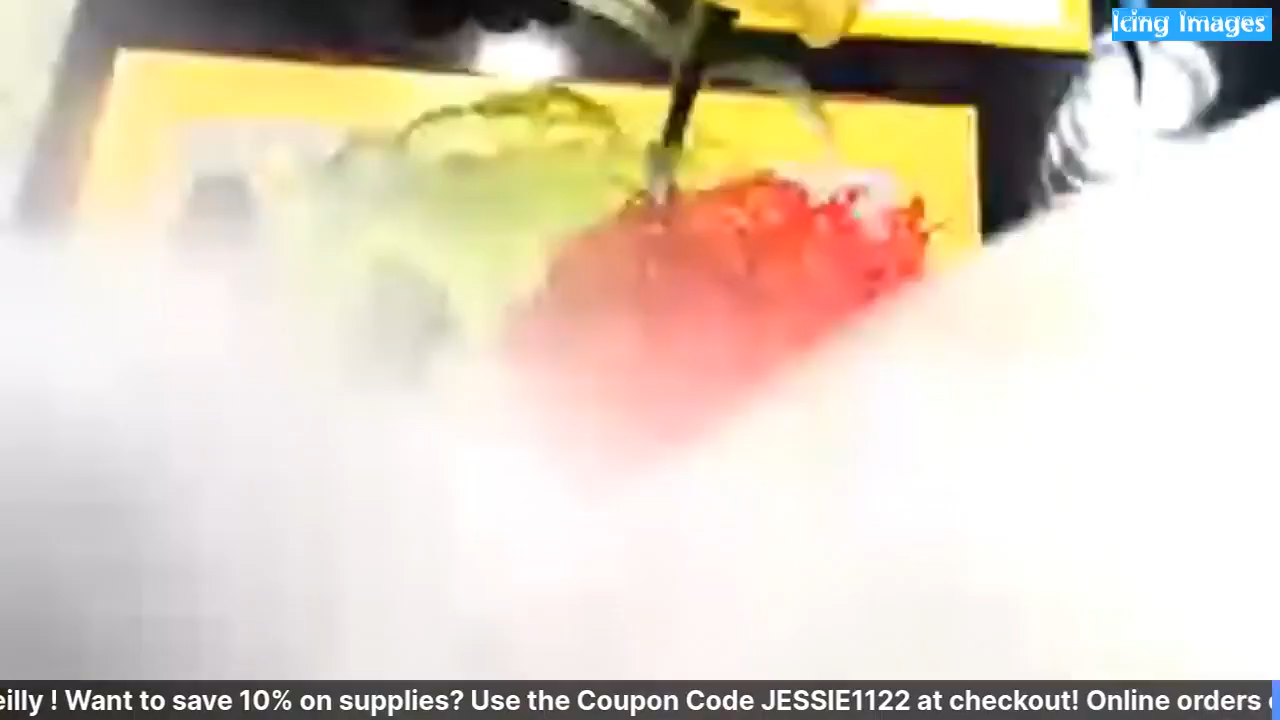 Icing Images
eilly ! Want to save 10% on supplies? Use the Coupon Code JESSIE1122 at checkout! Online orders